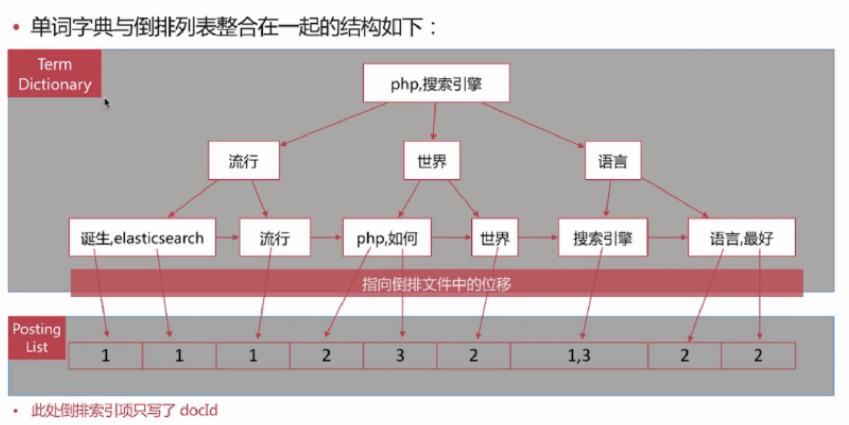 • 单词字典与倒排列表整合在一起的结构如下：
Term
Dictionary
php,搜索引擎
流行
世界
语言
诞生,elasticsearch
流行
php,如何
世界
搜索引擎
语言,最好
指向倒排文件中的位移
Posting
List
1
1
1
2
3
2
1,3
2
2
• 此处倒排索引项只写了 docId